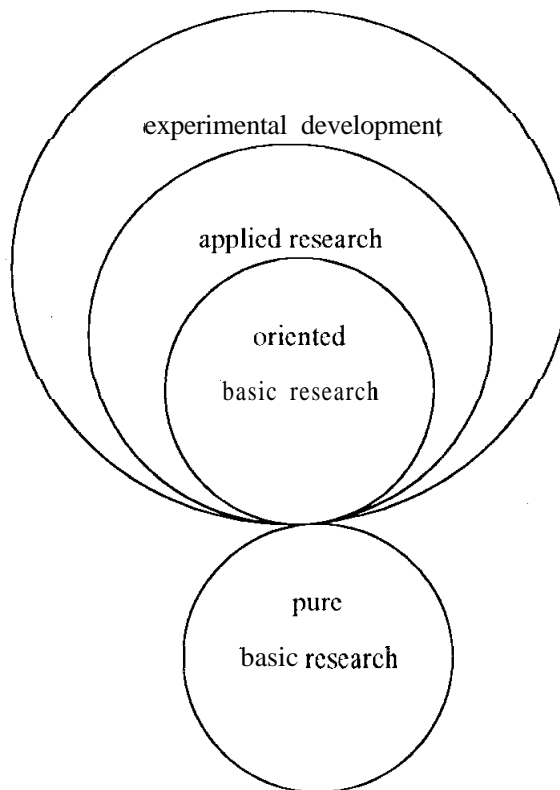 experimental development
applied research
oriented
basic research
pure
basic research